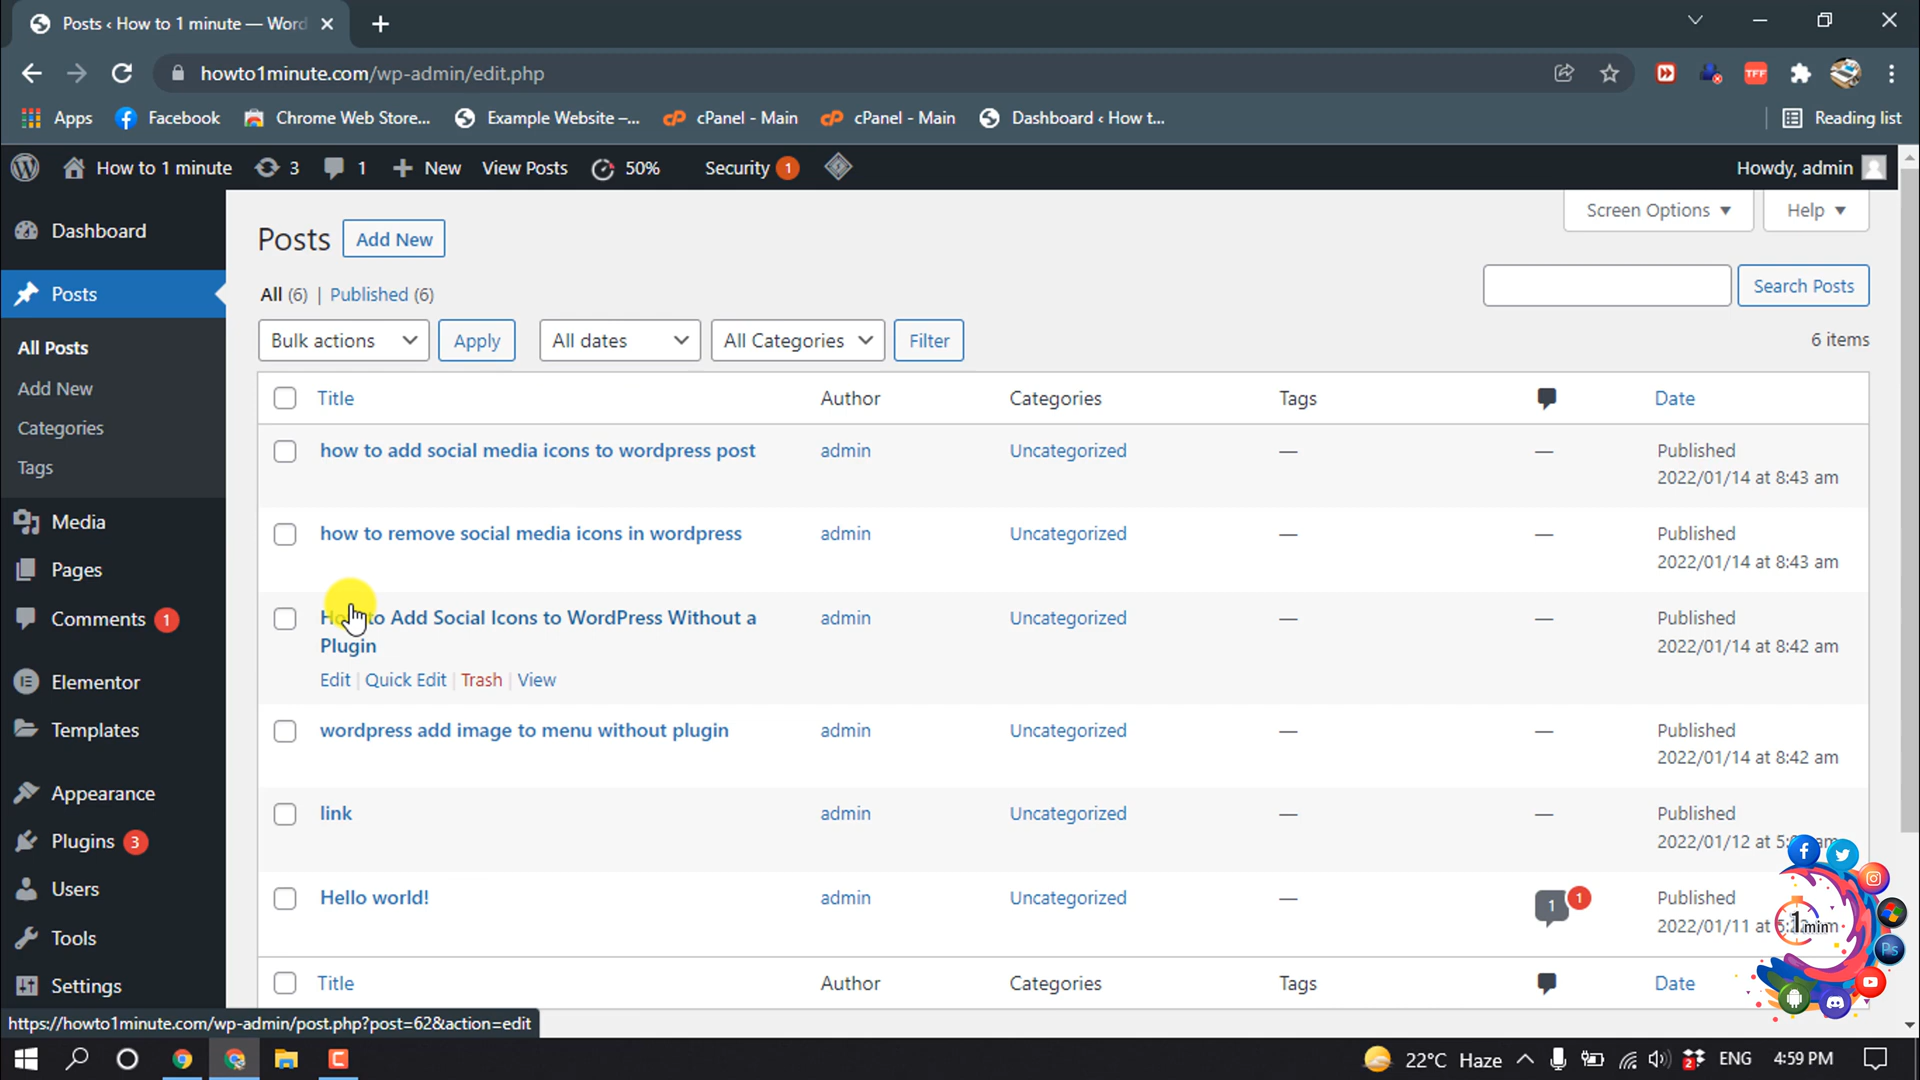 Posts ‹ How to 1 minute — Word
howto1minute.com/wp-admin/edit.php
TFF
Apps Facebook Chrome Web Store... Example Website –... cPanel - Main cPanel - Main Dashboard ‹ How t... Reading list
How to 1 minute 3 1 New View Posts 50% Security 1 Howdy, admin
Screen Options Help
Dashboard
Posts
All Posts
Add New
Categories
Tags
Media
Pages
Comments 1
Elementor
Templates
Appearance
Plugins 3
Users
Tools
Settings
Posts Add New
All (6) | Published (6)
Search Posts
Bulk actions Apply All dates All Categories Filter 6 items
Title Author Categories Tags Date
how to add social media icons to wordpress post admin Uncategorized — — Published
2022/01/14 at 8:43 am
how to remove social media icons in wordpress admin Uncategorized — — Published
2022/01/14 at 8:43 am
to Add Social Icons to WordPress Without a admin Uncategorized — — Published
Plugin 2022/01/14 at 8:42 am
Edit | Quick Edit | Trash | View
wordpress add image to menu without plugin admin Uncategorized — — Published
2022/01/14 at 8:42 am
link admin Uncategorized — — Published
2022/01/12 at
Hello world! admin Uncategorized — 1 1 Published
2022/01/11 at
1min
Ps
Title Author Categories Tags Date
https://howto1minute.com/wp-admin/post.php?post=62&action=edit
22°C Haze 2 ENG 4:59 PM